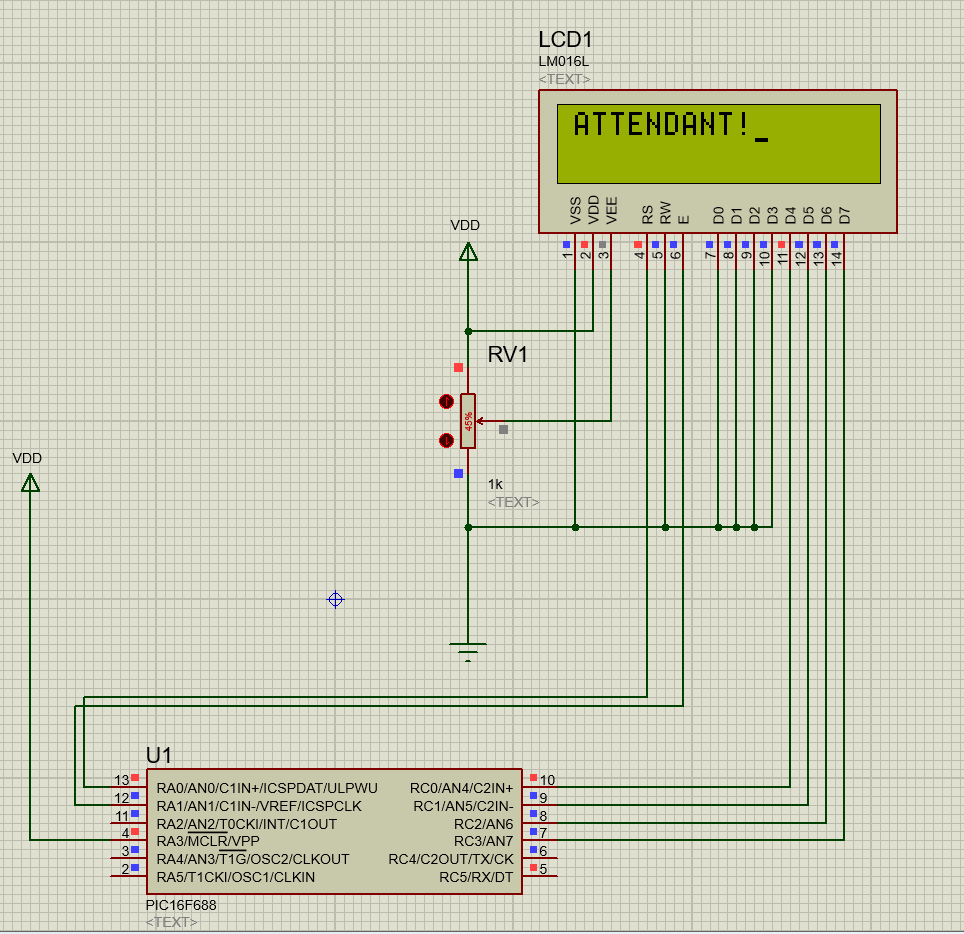 LCD1
LM016L
<TEXT>
ATTENDANT!_
VSS VDD VEE RS RW E D0 D1 D2 D3 D4 D5 D6 D7
1 2 3 4 5 6 7 8 9 10 11 12 13 14
VDD
RV1
45%
VDD
1k
<TEXT>
U1
13 RA0/AN0/C1IN+/ICSPDAT/ULPWU RC0/AN4/C2IN+ 10
12 RA1/AN1/C1IN-/VREF/ICSPCLK RC1/AN5/C2IN- 9
11 RA2/AN2/T0CKI/INT/C1OUT RC2/AN6 8
4 RA3/MCLR/VPP RC3/AN7 7
3 RA4/AN3/T1G/OSC2/CLKOUT RC4/C2OUT/TX/CK 6
2 RA5/T1CKI/OSC1/CLKIN RC5/RX/DT 5
PIC16F688
<TEXT>